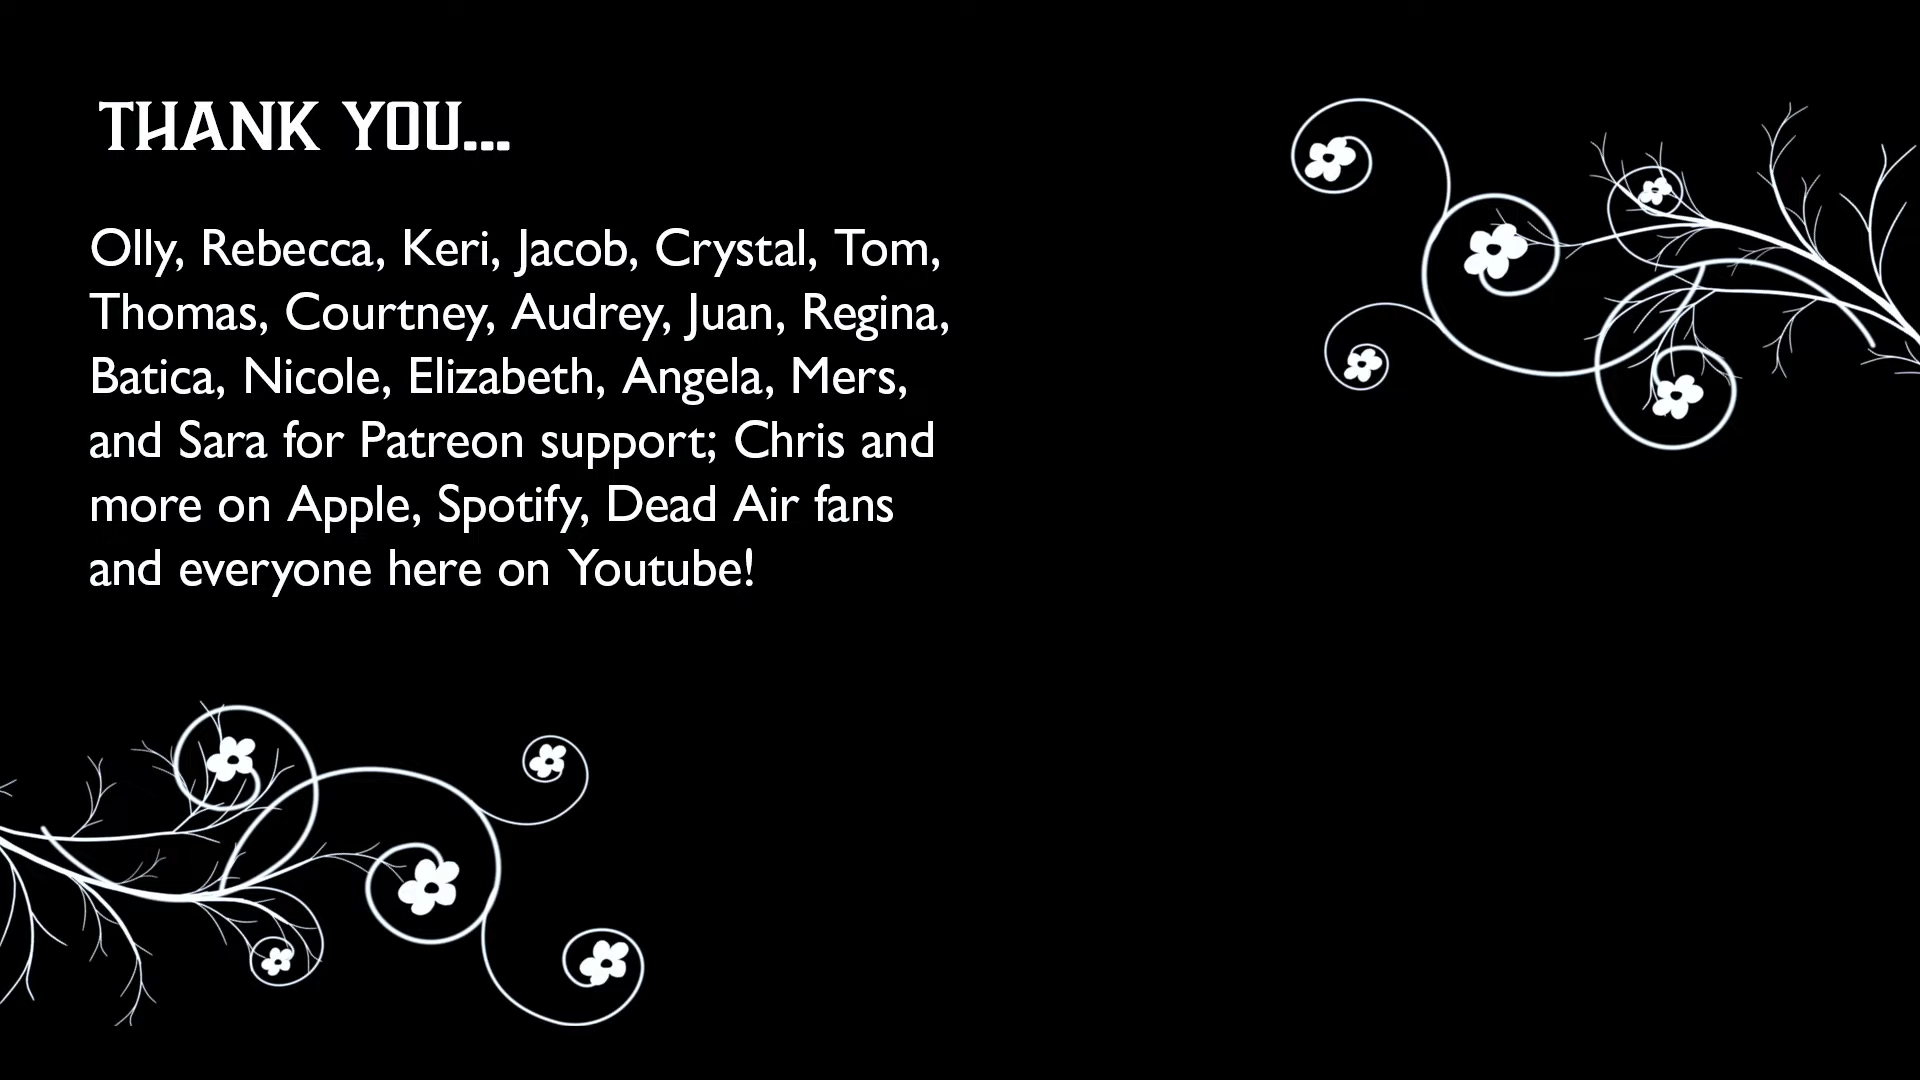 THANK YOU...
Olly, Rebecca, Keri, Jacob, Crystal, Tom,
Thomas, Courtney, Audrey, Juan, Regina,
Batica, Nicole, Elizabeth, Angela, Mers,
and Sara for Patreon support; Chris and
more on Apple, Spotify, Dead Air fans
and everyone here on Youtube!